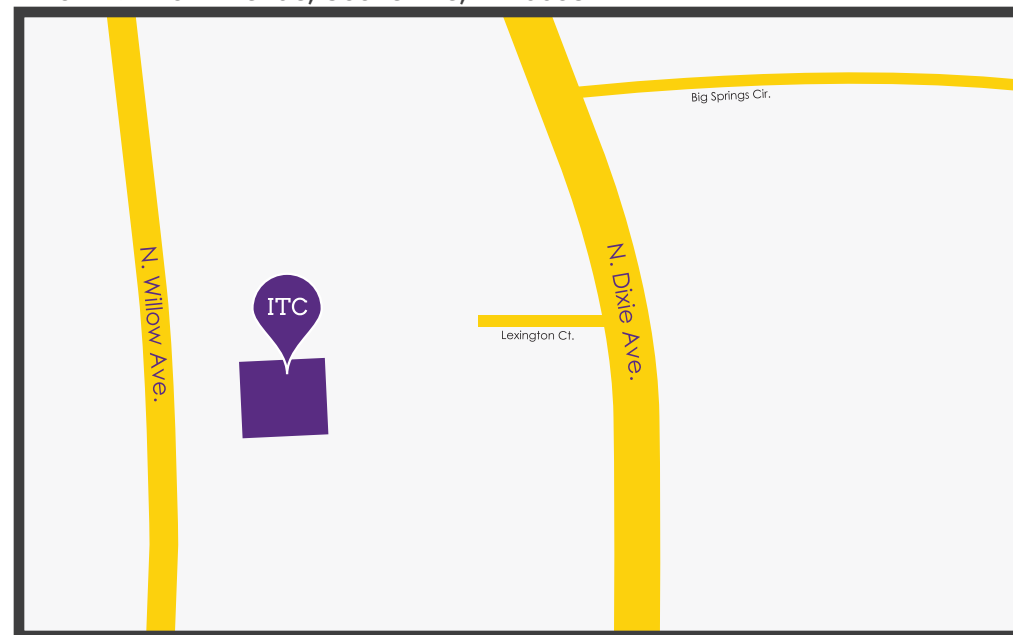 Big Springs Cir.
N. Willow Ave.
N. Dixie Ave.
ITC
Lexington Ct.